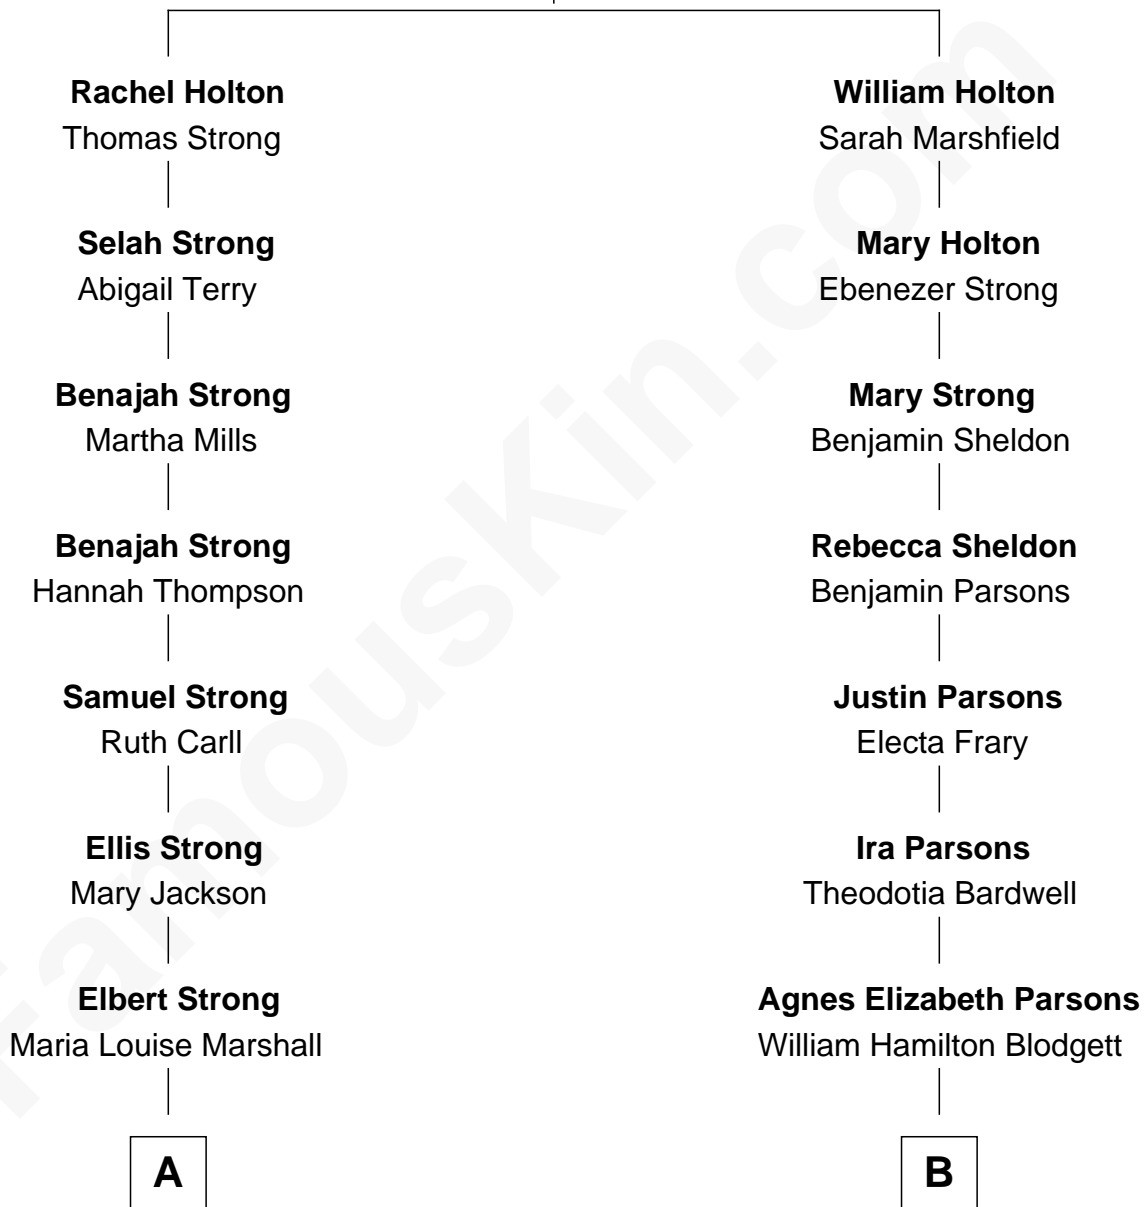 Rachel Holton
Thomas Strong
Selah Strong
Abigail Terry
Benajah Strong
Martha Mills
Benajah Strong
Hannah Thompson
Samuel Strong
Ruth Carll
Ellis Strong
Mary Jackson
Elbert Strong
Maria Louise Marshall
A
William Holton
Sarah Marshfield
Mary Holton
Ebenezer Strong
Mary Strong
Benjamin Sheldon
Rebecca Sheldon
Benjamin Parsons
Justin Parsons
Electa Frary
Ira Parsons
Theodotia Bardwell
Agnes Elizabeth Parsons
William Hamilton Blodgett
B
FamousKin.com